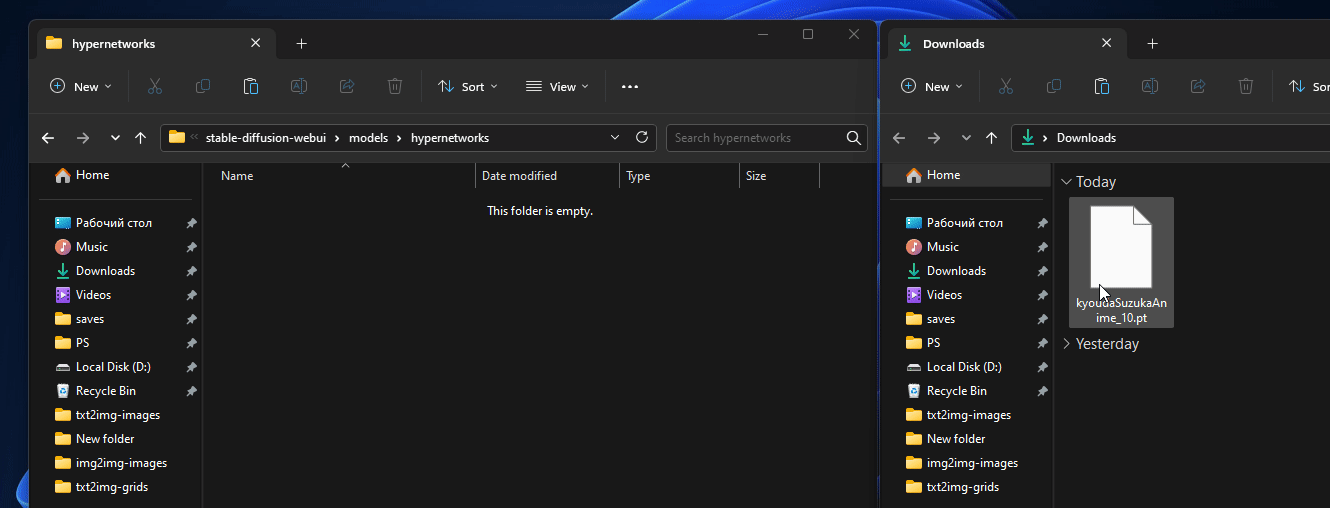 hypernetworks
New
Sort
View
stable-diffusion-webui
models
hypernetworks
Search hypernetworks
Home
Рабочий стол
Music
Downloads
Videos
saves
PS
Local Disk (D:)
Recycle Bin
txt2img-images
New folder
img2img-images
txt2img-grids
Name
Date modified
Type
Size
This folder is empty.
Downloads
New
Downloads
Home
Рабочий стол
Music
Downloads
Videos
saves
PS
Local Disk (D:)
Recycle Bin
txt2img-images
New folder
img2img-images
txt2img-grids
Today
kyoudaSuzukaAn
ime_10.pt
Yesterday